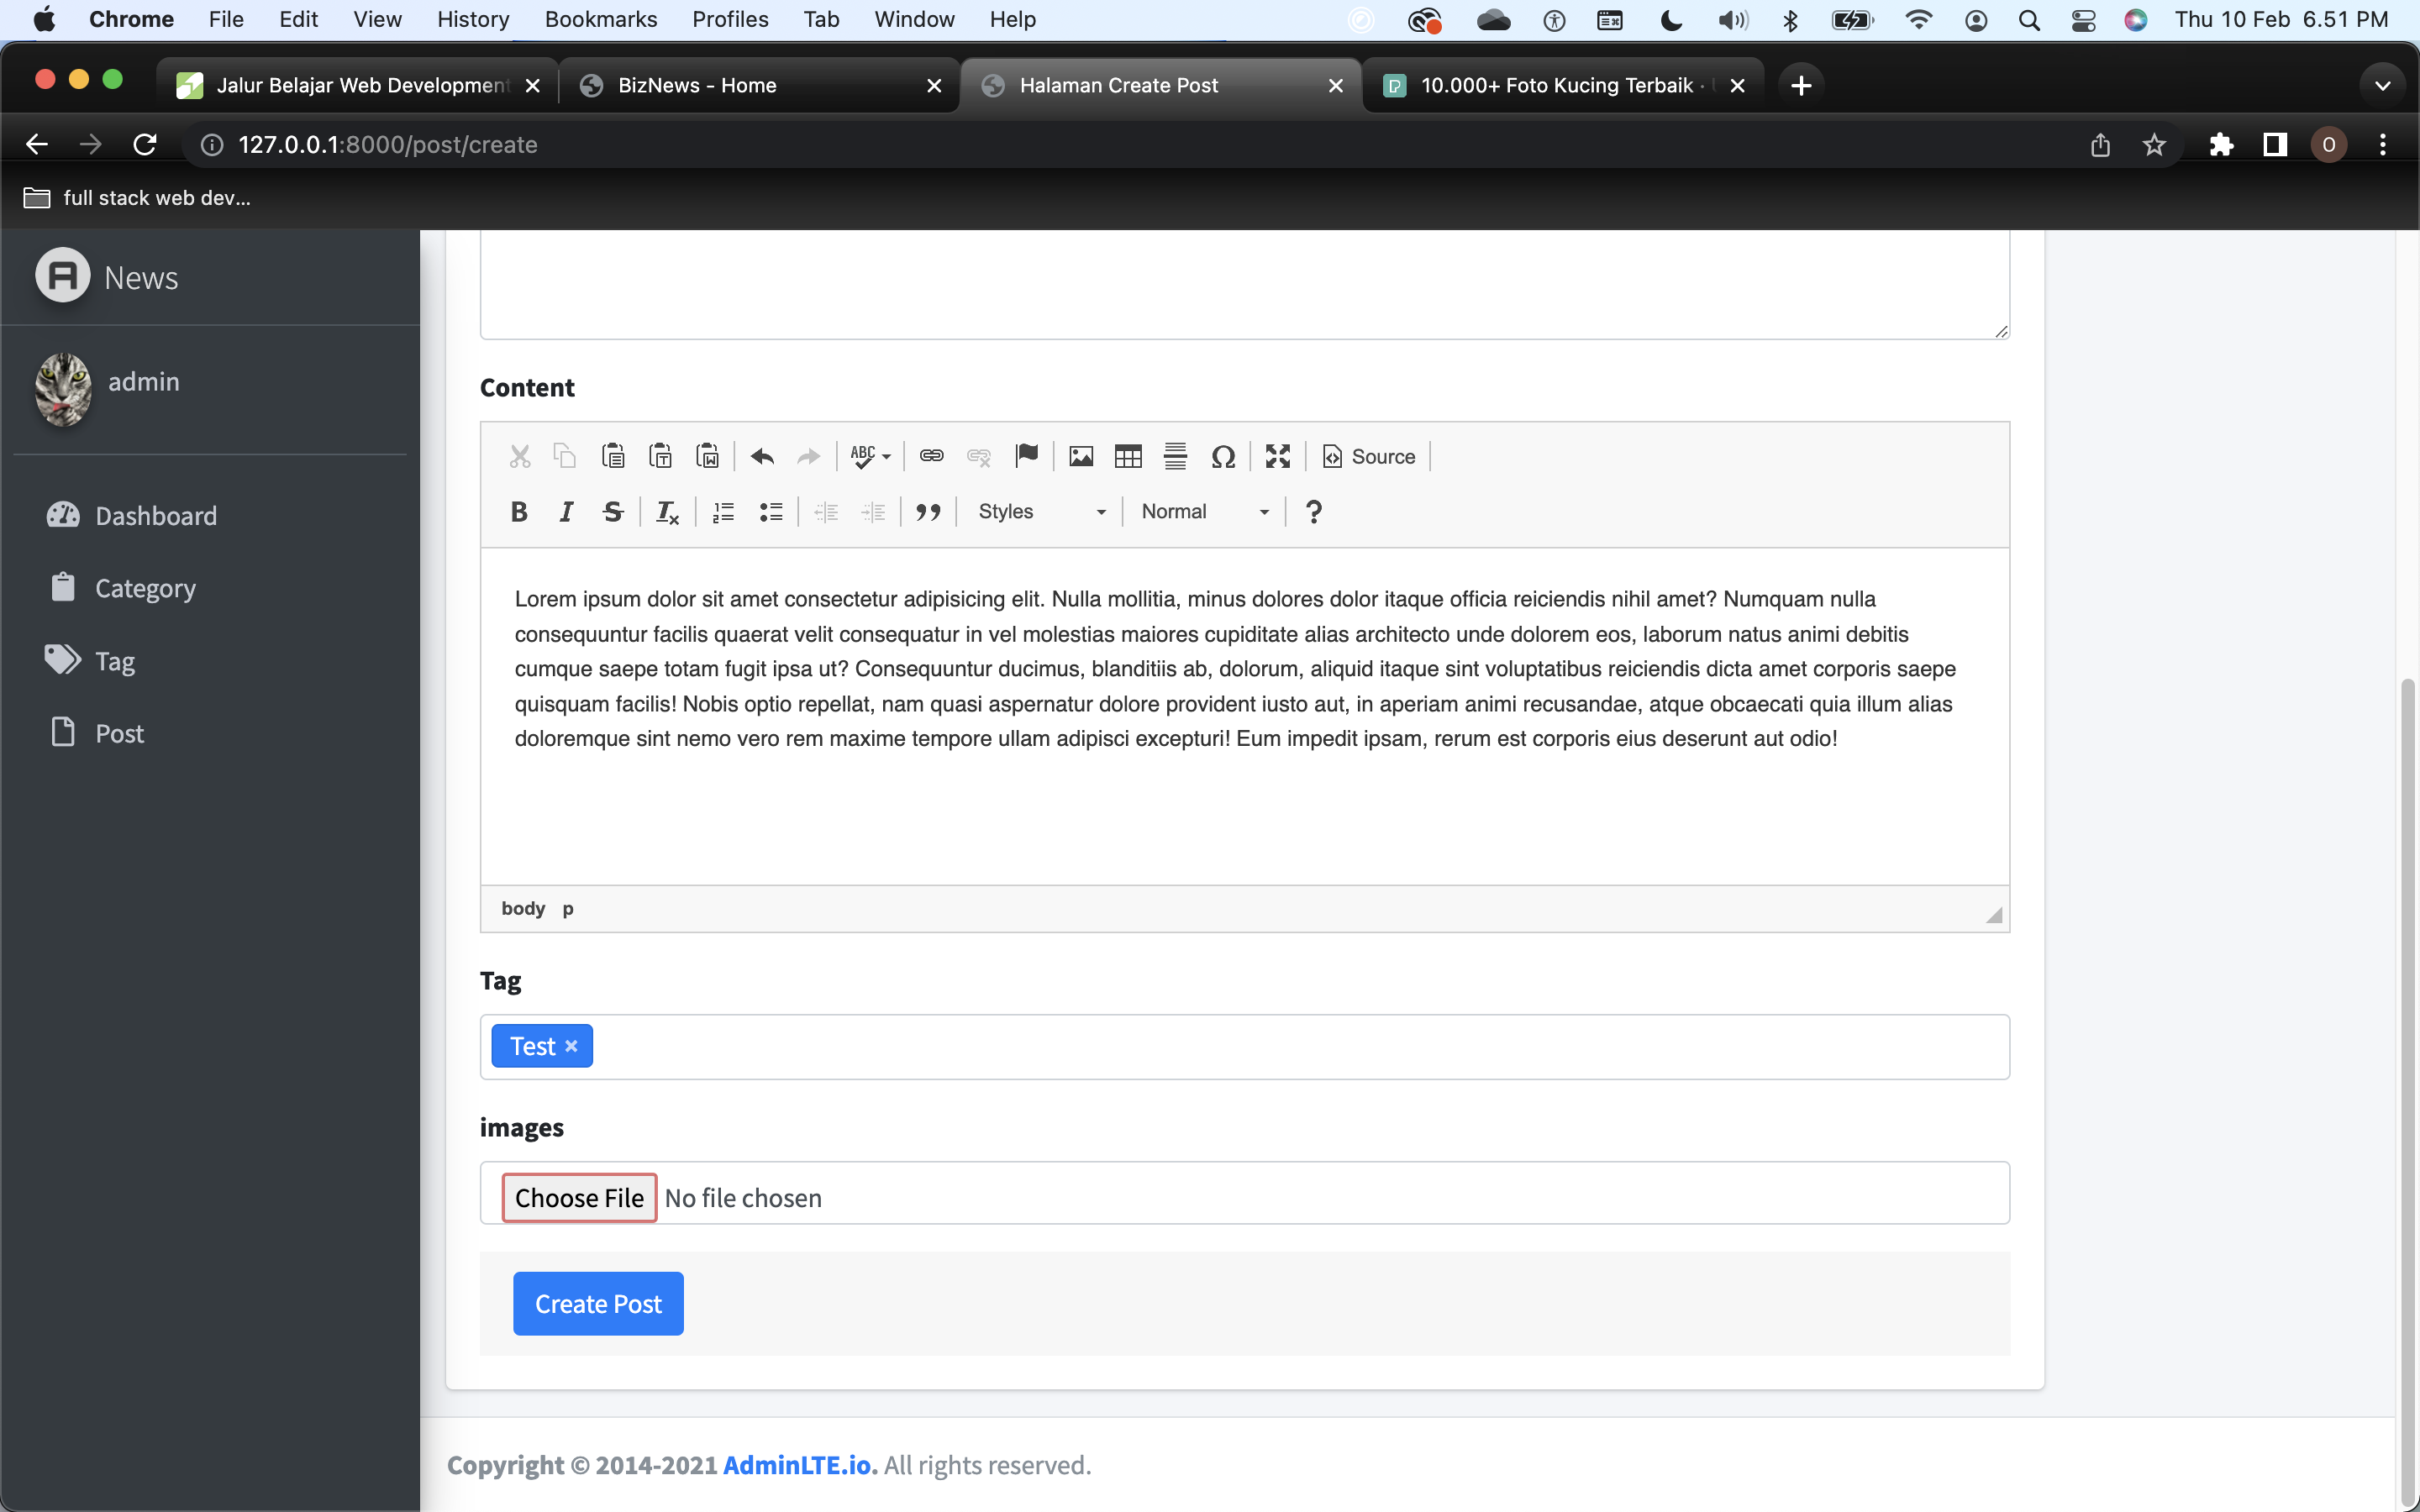 Chrome File Edit View History Bookmarks Profiles Tab Window Help Thu 10 Feb 6.51 PM
Jalur Belajar Web Development BizNews - Home Halaman Create Post 10.000+ Foto Kucing Terbaik ·
127.0.0.1:8000/post/create O
full stack web dev...
News
admin
Dashboard
Category
Tag
Post
Content
ABC Source
Styles Normal ?
Lorem ipsum dolor sit amet consectetur adipisicing elit. Nulla mollitia, minus dolores dolor itaque officia reiciendis nihil amet? Numquam nulla
consequuntur facilis quaerat velit consequatur in vel molestias maiores cupiditate alias architecto unde dolorem eos, laborum natus animi debitis
cumque saepe totam fugit ipsa ut? Consequuntur ducimus, blanditiis ab, dolorum, aliquid itaque sint voluptatibus reiciendis dicta amet corporis saepe
quisquam facilis! Nobis optio repellat, nam quasi aspernatur dolore provident iusto aut, in aperiam animi recusandae, atque obcaecati quia illum alias
doloremque sint nemo vero rem maxime tempore ullam adipisci excepturi! Eum impedit ipsam, rerum est corporis eius deserunt aut odio!
body p
Tag
Test ×
images
Choose File No file chosen
Create Post
Copyright © 2014-2021 AdminLTE.io. All rights reserved.